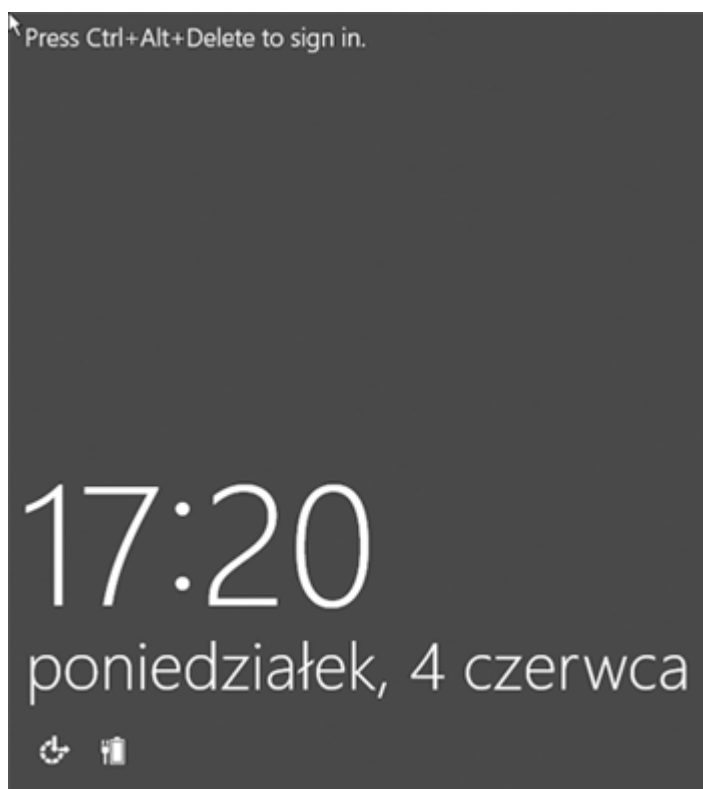 Press Ctrl+Alt+Delete to sign in.
17:20
poniedziałek, 4 czerwca